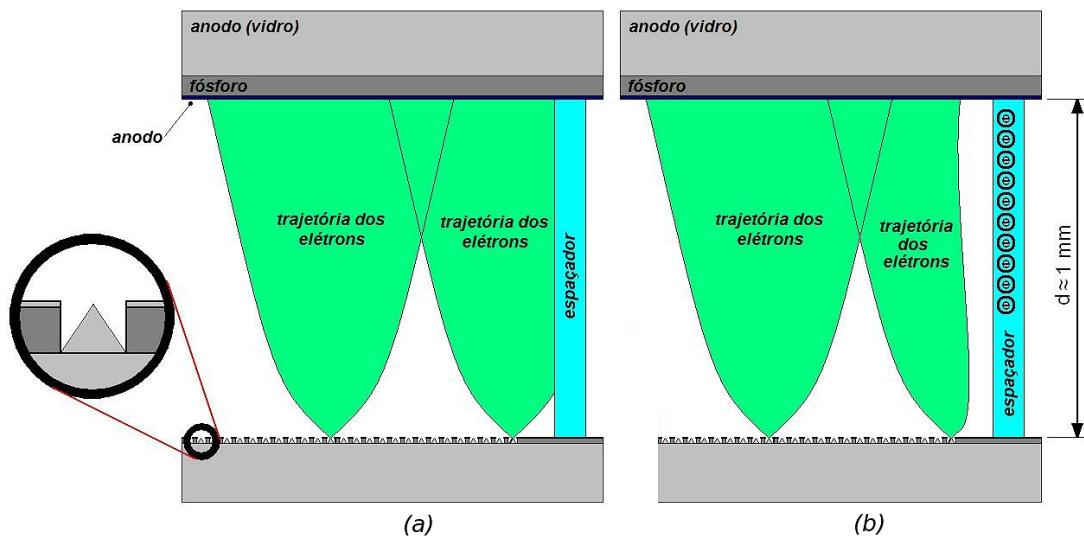 anodo (vidro)
fósforo
anodo
trajetória dos
elétrons
trajetória dos
elétrons
espaçador
(a)
anodo (vidro)
fósforo
trajetória dos
elétrons
trajetória
dos
elétrons
e
e
e
e
e
e
e
e
e
e
espaçador
d ≈ 1 mm
(b)